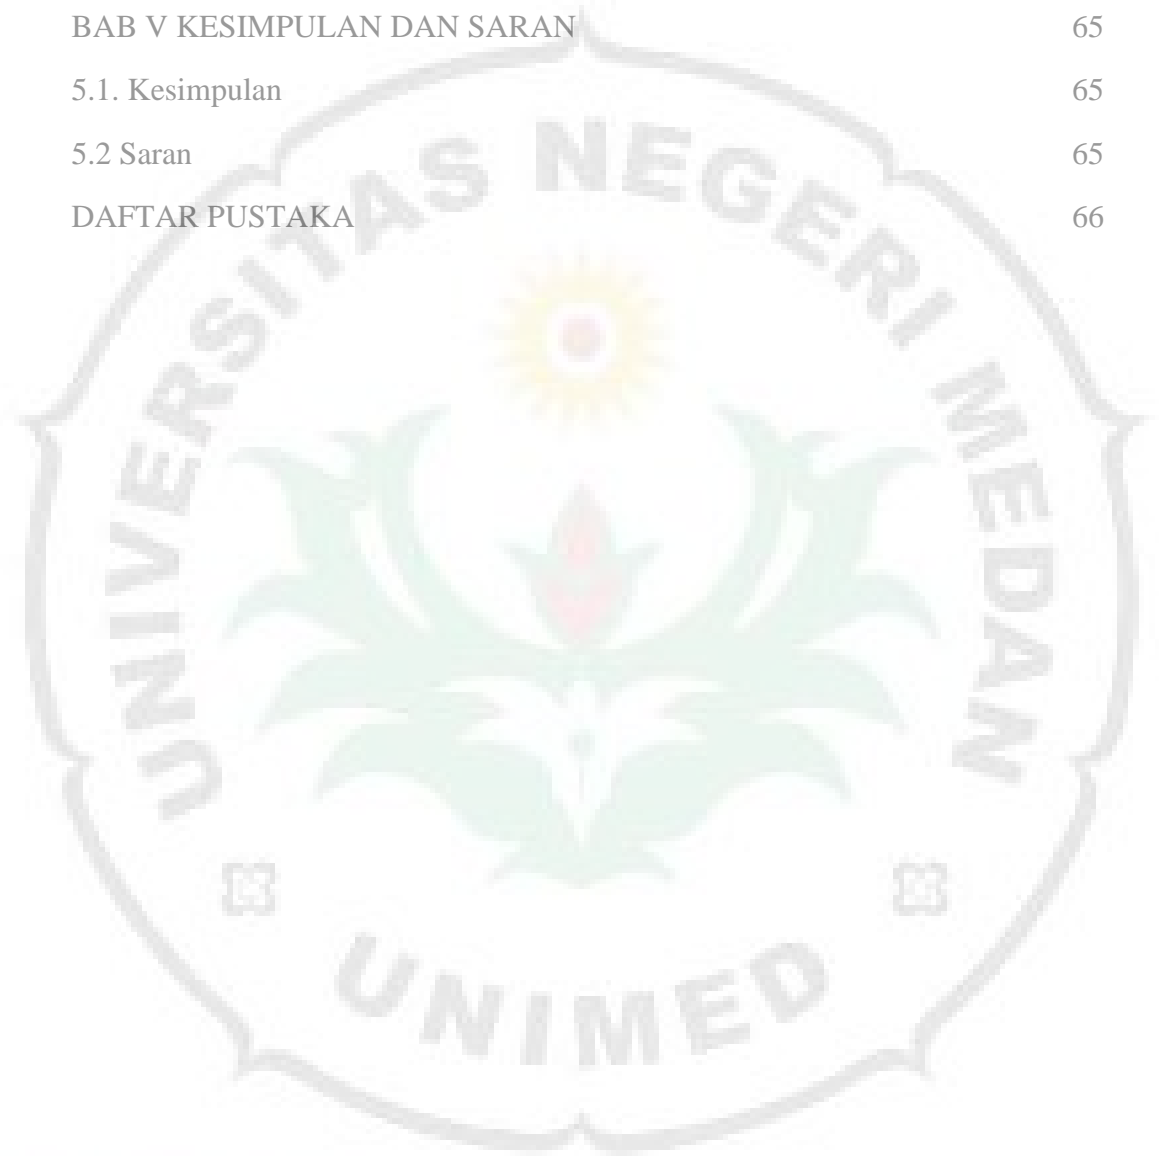 BAB V KESIMPULAN DAN SARAN 65
5.1. Kesimpulan 65
5.2 Saran 65
DAFTAR PUSTAKA 66
UNIVERSITAS NEGERI MEDAN
UNIMED